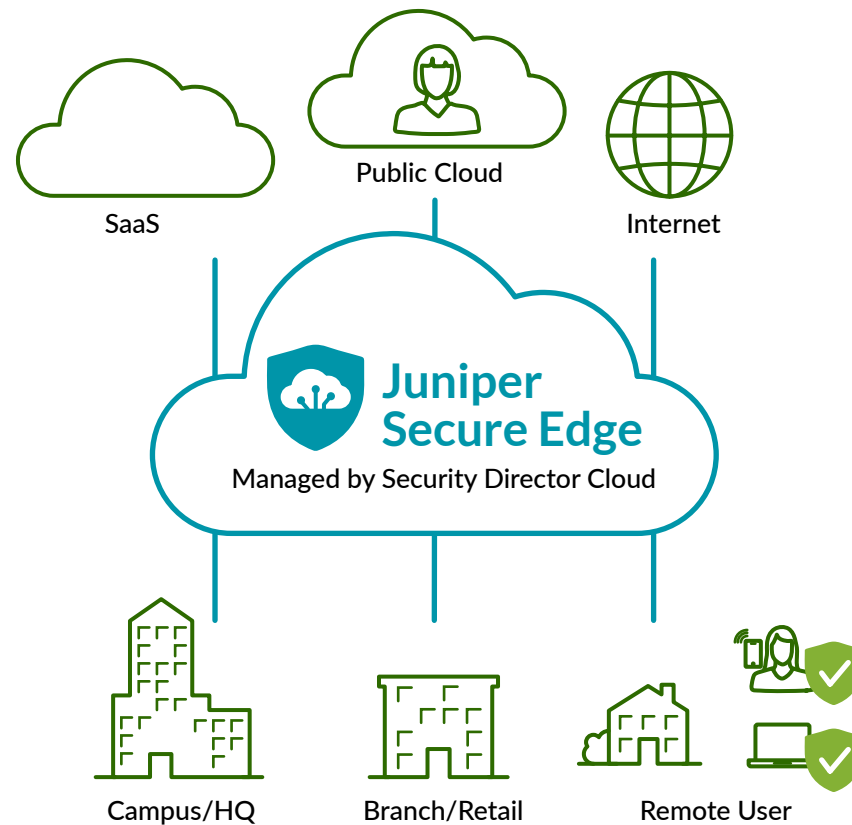 Public Cloud
SaaS
Internet
Juniper
Secure Edge
Managed by Security Director Cloud
Campus/HQ
Branch/Retail
Remote User